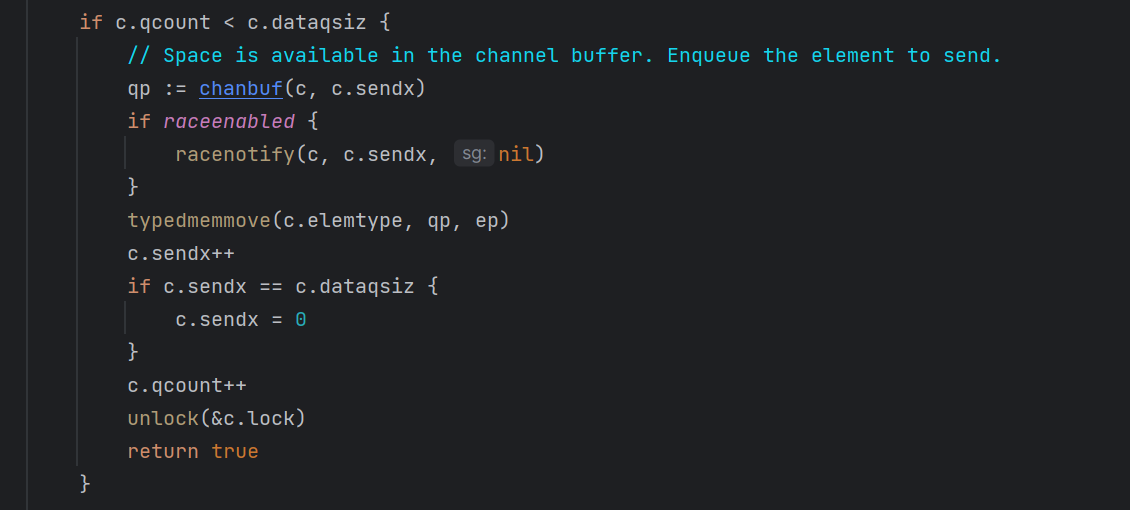 if c.qcount < c.dataqsiz {
// Space is available in the channel buffer. Enqueue the element to send.
qp := chanbuf(c, c.sendx)
if raceenabled {
racenotify(c, c.sendx, sg: nil)
}
typedmemmove(c.elemtype, qp, ep)
c.sendx++
if c.sendx == c.dataqsiz {
c.sendx = 0
}
c.qcount++
unlock(&c.lock)
return true
}